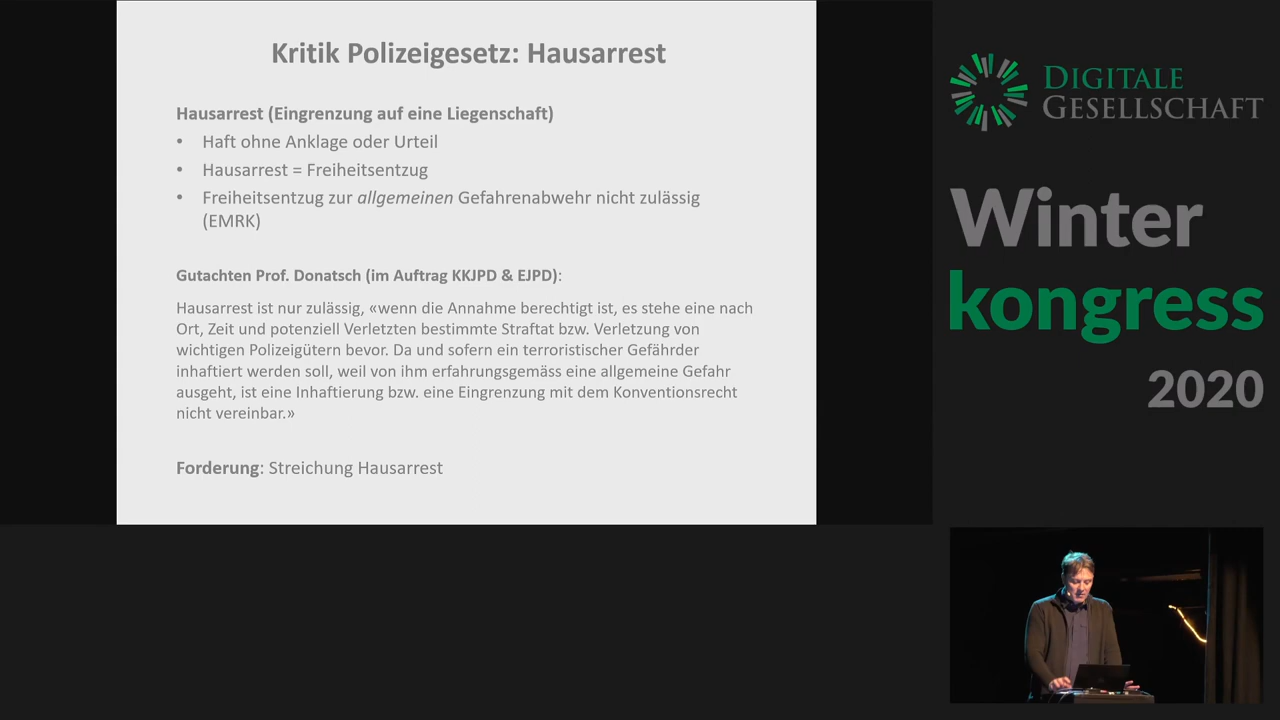 Kritik Polizeigesetz: Hausarrest
Hausarrest (Eingrenzung auf eine Liegenschaft)
• Haft ohne Anklage oder Urteil
• Hausarrest = Freiheitsentzug
• Freiheitsentzug zur allgemeinen Gefahrenabwehr nicht zulässig
(EMRK)
Gutachten Prof. Donatsch (im Auftrag KKJPD & EJPD):
Hausarrest ist nur zulässig, «wenn die Annahme berechtigt ist, es stehe eine nach
Ort, Zeit und potenziell Verletzten bestimmte Straftat bzw. Verletzung von
wichtigen Polizeigütern bevor. Da und sofern ein terroristischer Gefährder
inhaftiert werden soll, weil von ihm erfahrungsgemäss eine allgemeine Gefahr
ausgeht, ist eine Inhaftierung bzw. eine Eingrenzung mit dem Konventionsrecht
nicht vereinbar.»
Forderung: Streichung Hausarrest
DIGITALE
GESELLSCHAFT
Winter
kongress
2020